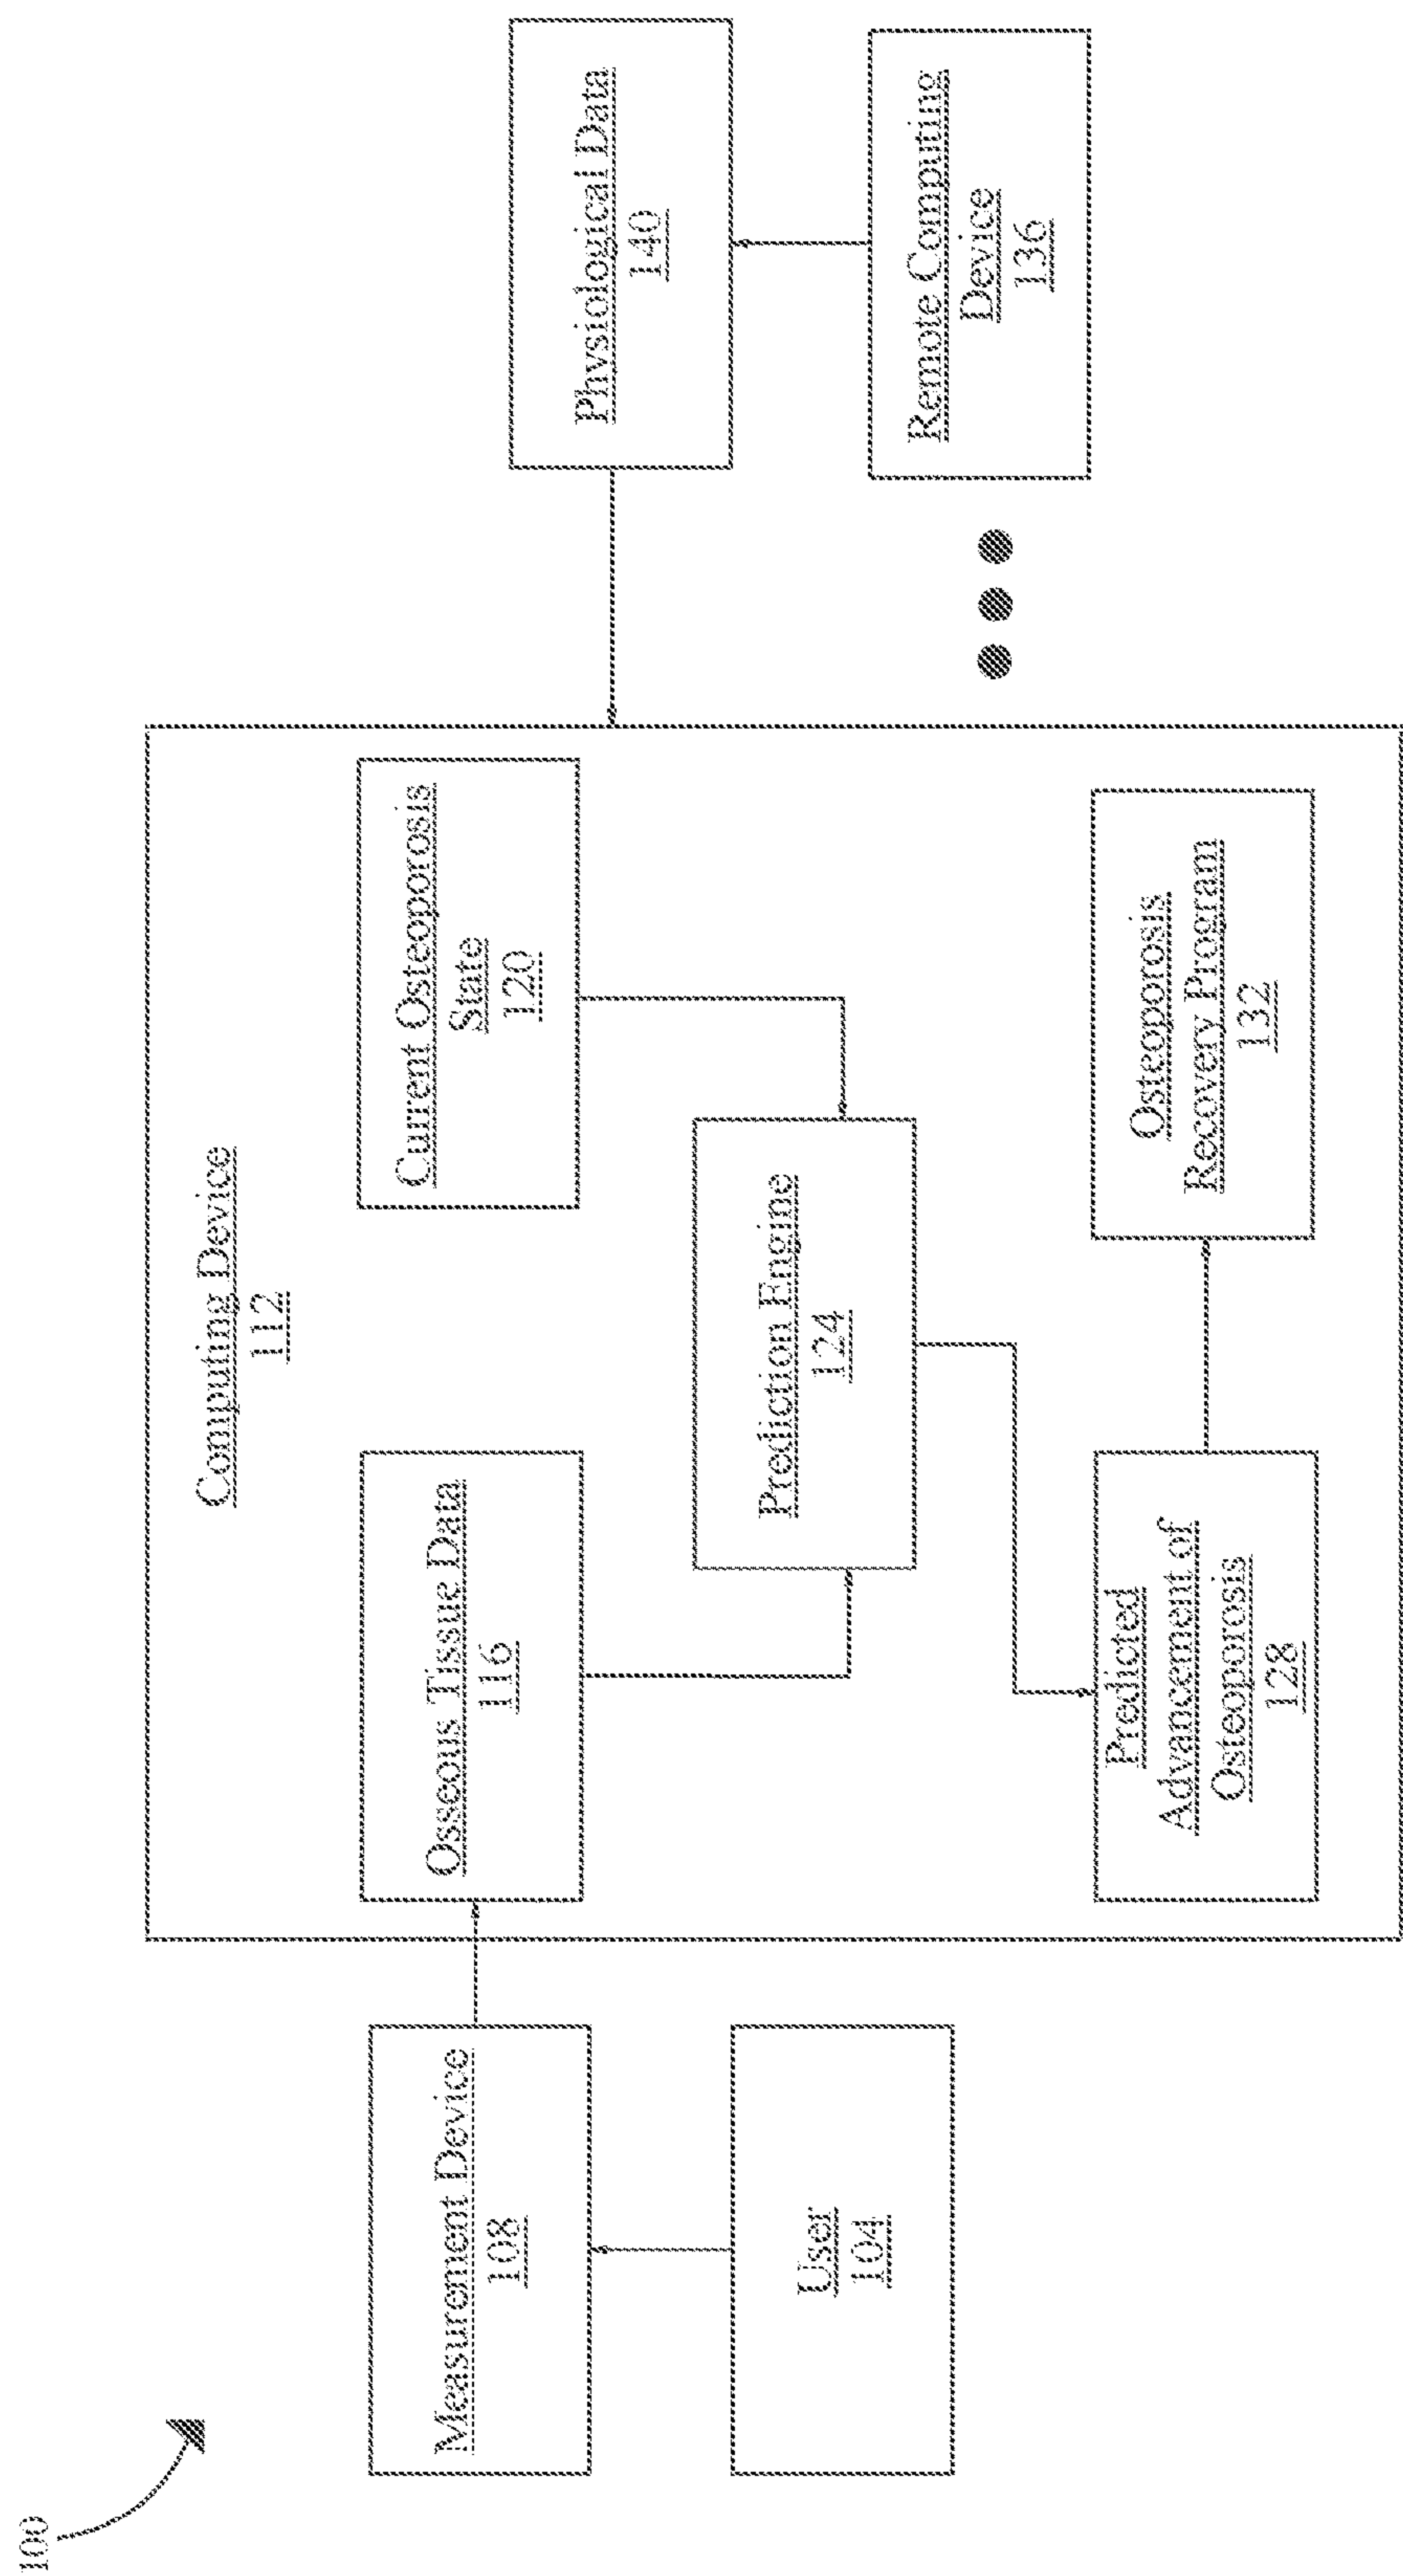 100
Computing Device
112
Measurement Device
108
Osseous Tissue Data
116
Current Osteoporosis
State
120
Physiological Data
140
User
104
Prediction Engine
124
Remote Computing
Device
136
Predicted
Advancement of
Osteoporosis
128
Osteoporosis
Recovery Program
132